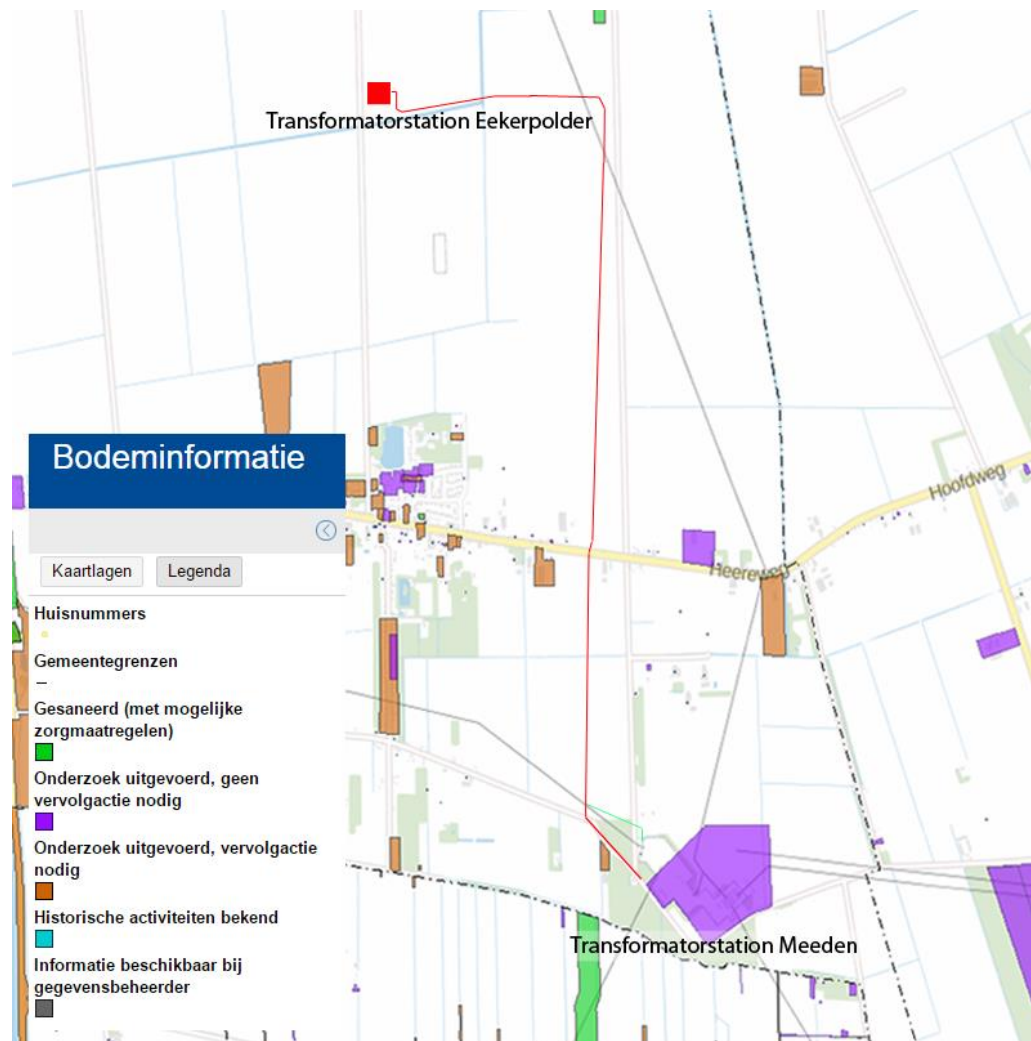 Transformatorstation Eekerpolder
Bodeminformatie
Hoofdweg
Heereweg
Kaartlagen
Legenda
Huisnummers
Gemeentegrenzen
Gesaneerd (met mogelijke
zorgmaatregelen)
Onderzoek uitgevoerd, geen
vervolgactie nodig
Onderzoek uitgevoerd, vervolgactie
nodig
Historische activiteiten bekend
Transformatorstation Meeden
Informatie beschikbaar bij
gegevensbeheerder